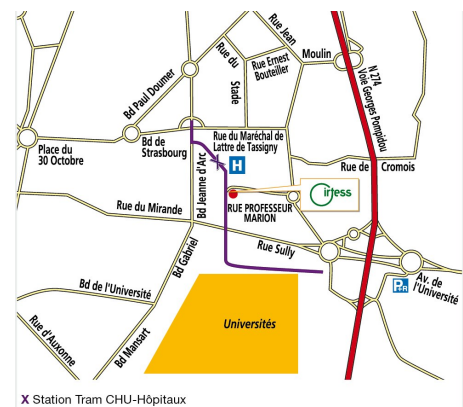 Rue Jean
Moulin
Rue du
Stade
Rue Ernest
Bouteiller
N 274
Voie Georges Pompidou
Bd Paul Doumer
Place du
30 Octobre
Bd de
Strasbourg
Rue du Maréchal de
Lattre de Tassigny
H
Bd Jeanne d'Arc
Rue de Cromois
irtess
RUE PROFESSEUR
MARION
Rue du Mirande
Rue Sully
Bd Gabriel
Bd de l'Université
P+R
Av. de
l'Université
Rue d'Auxonne
Bd Mansart
Universités
X Station Tram CHU-Hôpitaux